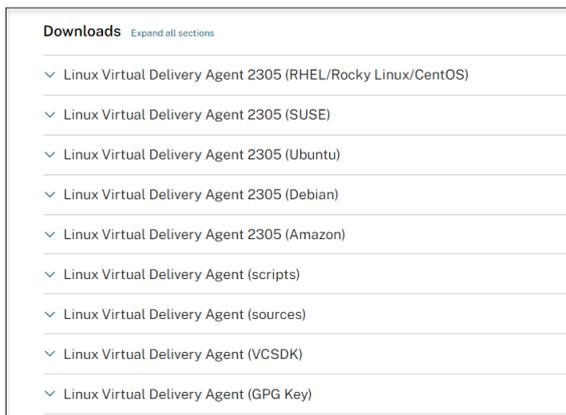 Downloads Expand all sections
Linux Virtual Delivery Agent 2305 (RHEL/Rocky Linux/CentOS)
Linux Virtual Delivery Agent 2305 (SUSE)
Linux Virtual Delivery Agent 2305 (Ubuntu)
Linux Virtual Delivery Agent 2305 (Debian)
Linux Virtual Delivery Agent 2305 (Amazon)
Linux Virtual Delivery Agent (scripts)
Linux Virtual Delivery Agent (sources)
Linux Virtual Delivery Agent (VCSDK)
Linux Virtual Delivery Agent (GPG Key)